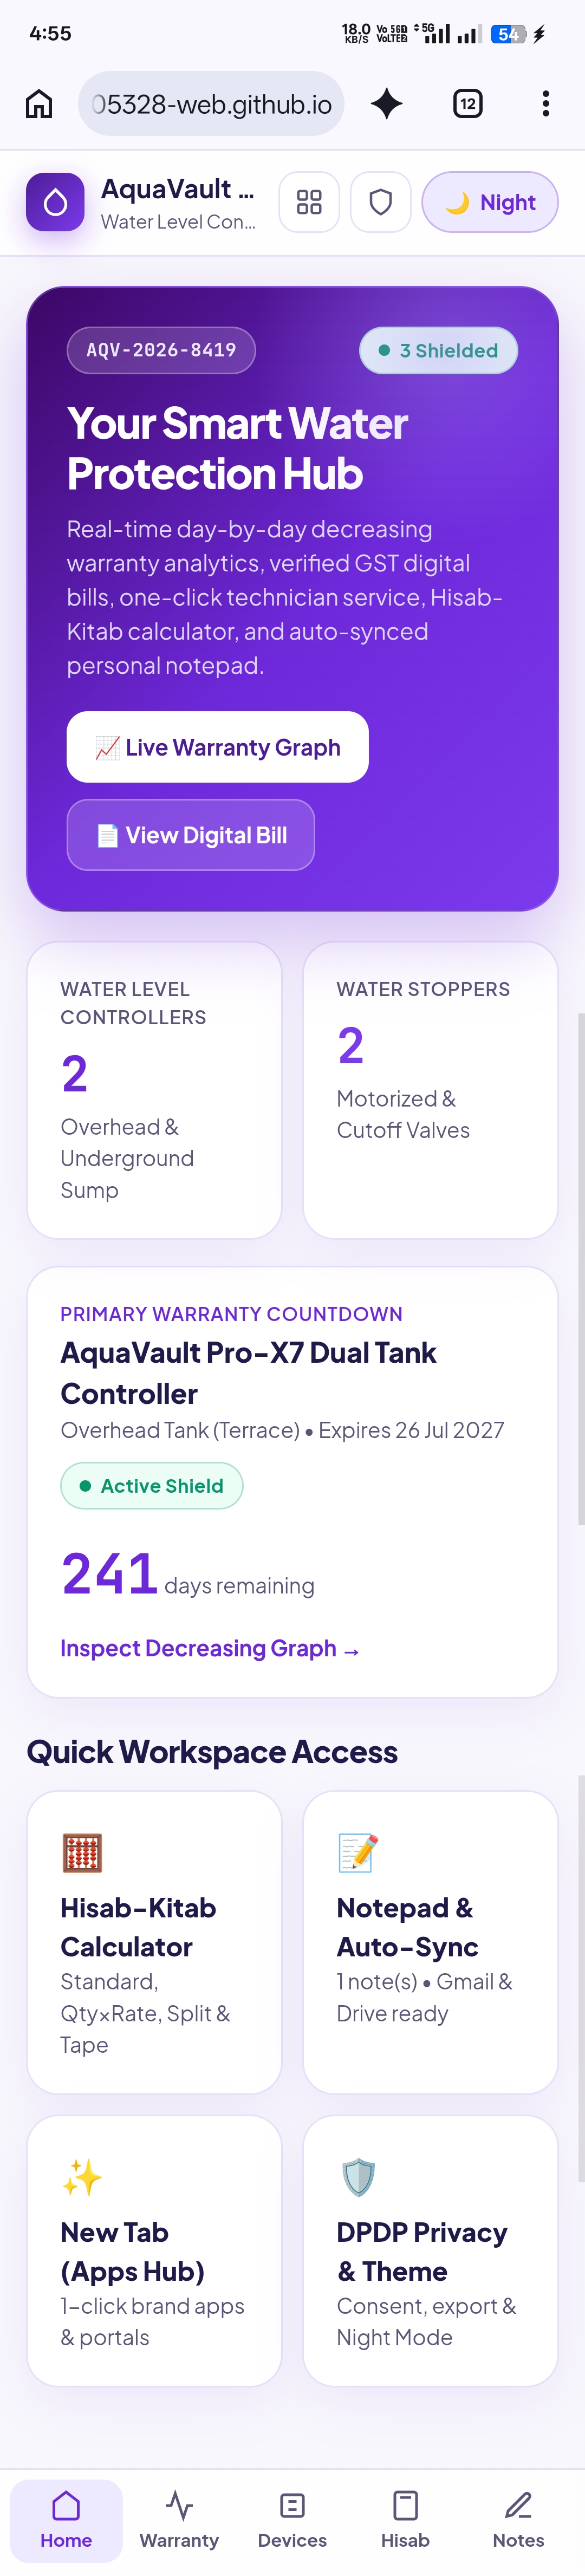 4:55
18.0 KB/S
Vo 5G
VoLTE
5G
54
05328-web.github.io
12
AquaVault ...
Water Level Con...
Night
AQV-2026-8419
3 Shielded
Your Smart Water
Protection Hub
Real-time day-by-day decreasing
warranty analytics, verified GST digital
bills, one-click technician service, Hisab-
Kitab calculator, and auto-synced
personal notepad.
Live Warranty Graph
View Digital Bill
WATER LEVEL
CONTROLLERS
2
Overhead &
Underground
Sump
WATER STOPPERS
2
Motorized &
Cutoff Valves
PRIMARY WARRANTY COUNTDOWN
AquaVault Pro-X7 Dual Tank
Controller
Overhead Tank (Terrace) • Expires 26 Jul 2027
Active Shield
241 days remaining
Inspect Decreasing Graph →
Quick Workspace Access
Hisab-Kitab
Calculator
Standard,
Qty×Rate, Split &
Tape
Notepad &
Auto-Sync
1 note(s) • Gmail &
Drive ready
New Tab
(Apps Hub)
1-click brand apps
& portals
DPDP Privacy
& Theme
Consent, export &
Night Mode
Home
Warranty
Devices
Hisab
Notes